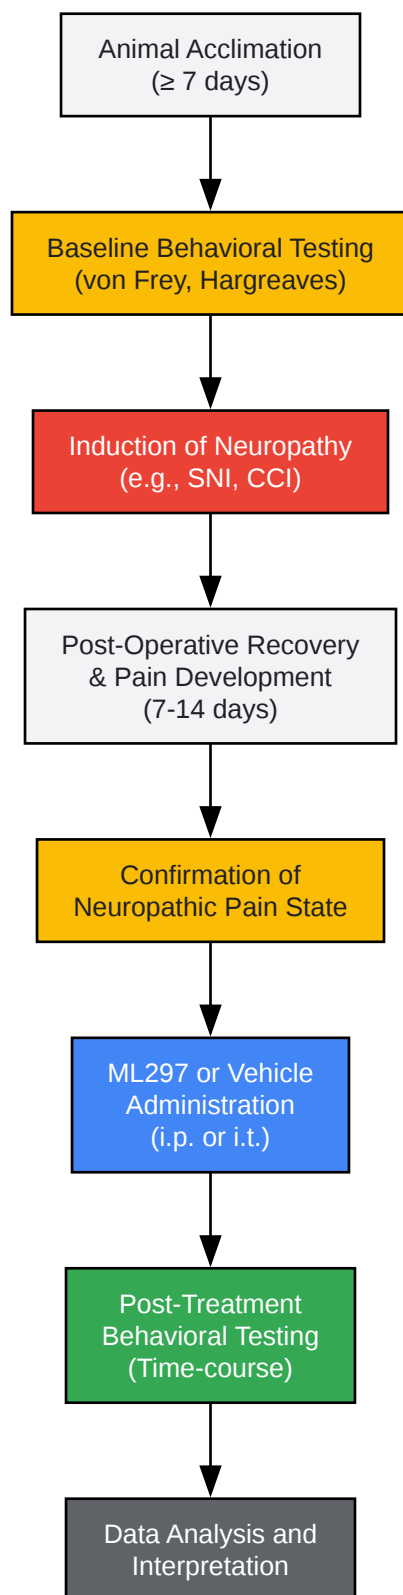 Animal Acclimation
(≥ 7 days)
Baseline Behavioral Testing
(von Frey, Hargreaves)
Induction of Neuropathy
(e.g., SNI, CCI)
Post-Operative Recovery
& Pain Development
(7-14 days)
Confirmation of
Neuropathic Pain State
ML297 or Vehicle
Administration
(i.p. or i.t.)
Post-Treatment
Behavioral Testing
(Time-course)
Data Analysis and
Interpretation